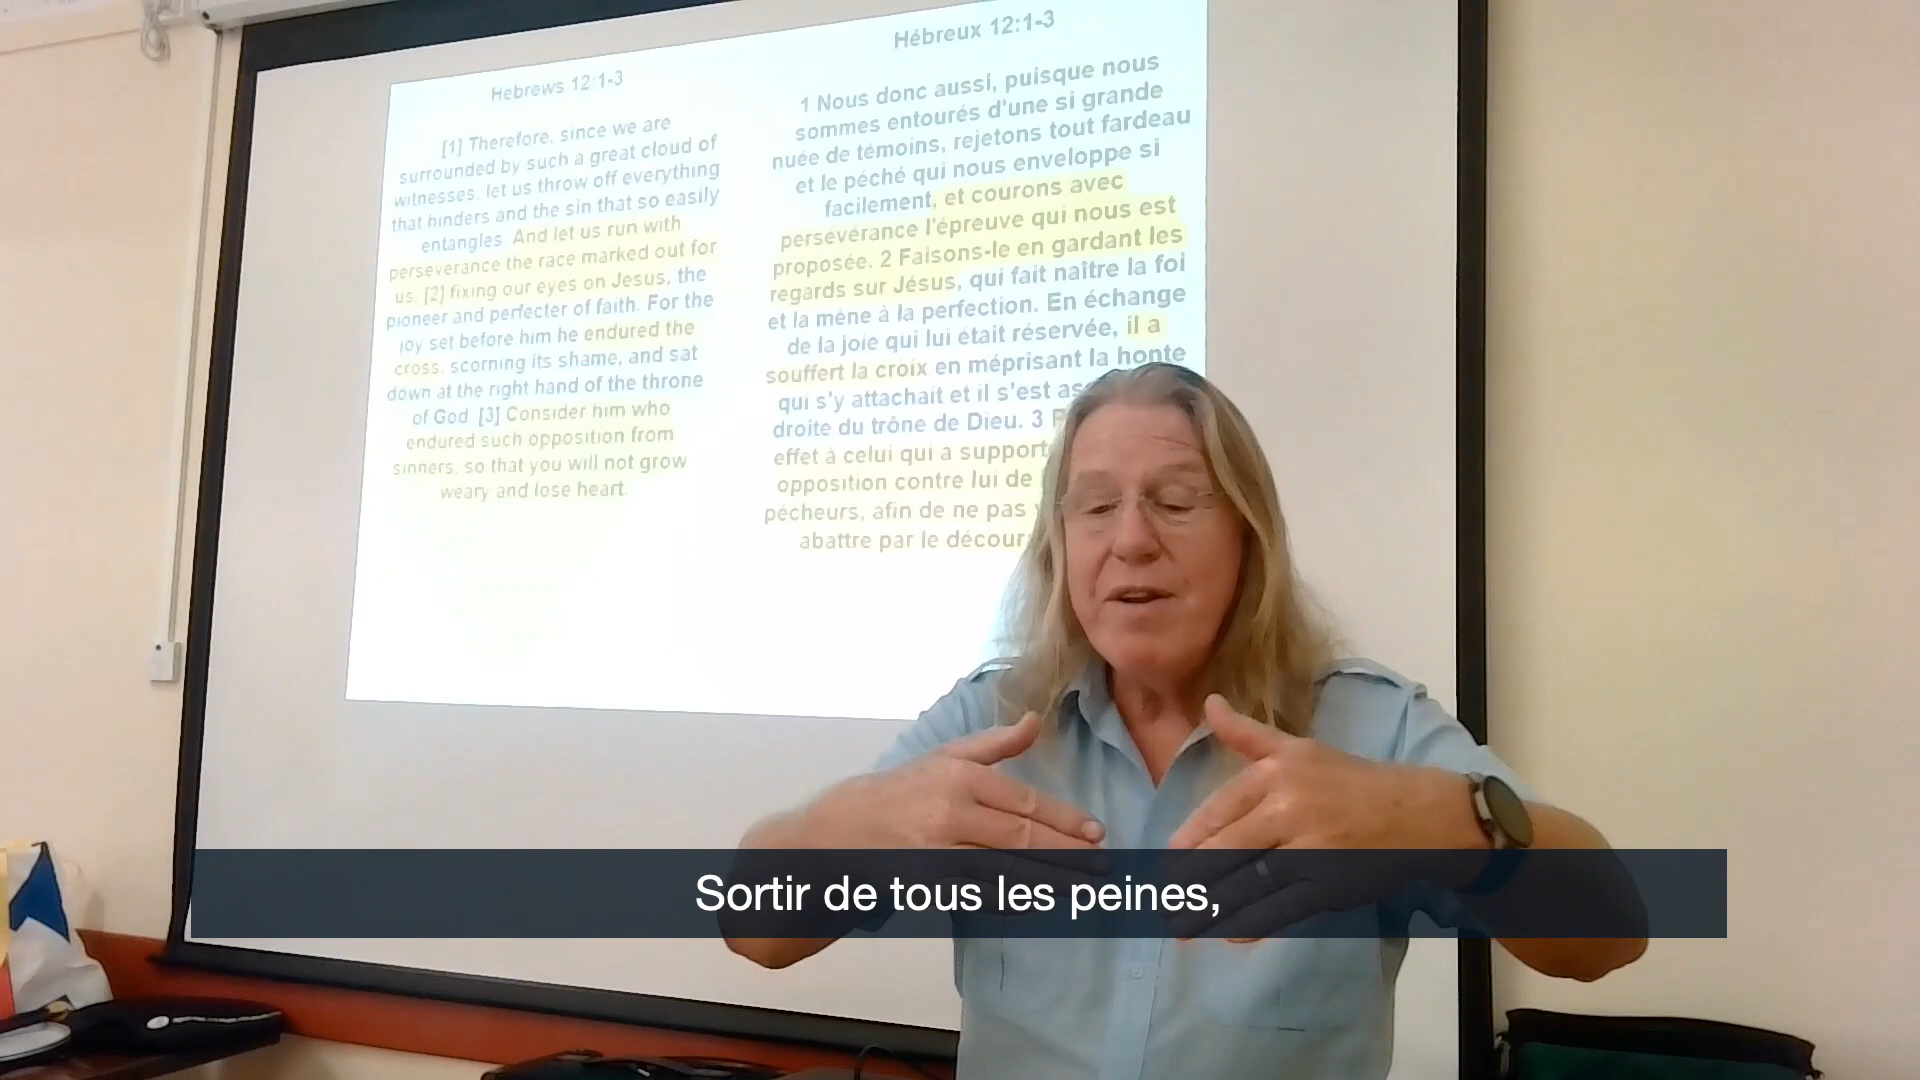 Hebrews 12:1-3
[1] Therefore, since we are
surrounded by such a great cloud of
witnesses, let us throw off everything
that hinders and the sin that so easily
entangles. And let us run with
perseverance the race marked out for
us, [2] fixing our eyes on Jesus, the
pioneer and perfecter of faith. For the
joy set before him he endured the
cross, scorning its shame, and sat
down at the right hand of the throne
of God. [3] Consider him who
endured such opposition from
sinners, so that you will not grow
weary and lose heart.
Hébreux 12:1-3
1 Nous donc aussi, puisque nous
sommes entourés d'une si grande
nuée de témoins, rejetons tout fardeau
et le péché qui nous enveloppe si
facilement, et courons avec
persévérance l'épreuve qui nous est
proposée. 2 Faisons-le en gardant les
regards sur Jésus, qui fait naître la foi
et la mène à la perfection. En échange
de la joie qui lui était réservée, il a
souffert la croix en méprisant la honte
qui s'y attachait et il s'est
droite du trône de Dieu. 3
effet à celui qui a
opposition contre lui de
pécheurs, afin de ne pas
abattre par le
Sortir de tous les peines,